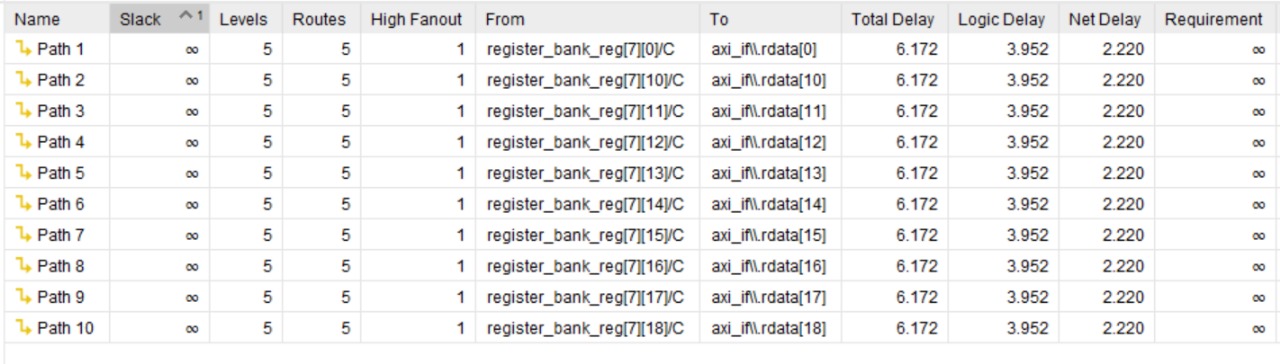 Name Slack 1 Levels Routes High Fanout From To Total Delay Logic Delay Net Delay Requirement
Path 1 ∞ 5 5 1 register_bank_reg[7][0]/C axi_if\\.rdata[0] 6.172 3.952 2.220 ∞
Path 2 ∞ 5 5 1 register_bank_reg[7][10]/C axi_if\\.rdata[10] 6.172 3.952 2.220 ∞
Path 3 ∞ 5 5 1 register_bank_reg[7][11]/C axi_if\\.rdata[11] 6.172 3.952 2.220 ∞
Path 4 ∞ 5 5 1 register_bank_reg[7][12]/C axi_if\\.rdata[12] 6.172 3.952 2.220 ∞
Path 5 ∞ 5 5 1 register_bank_reg[7][13]/C axi_if\\.rdata[13] 6.172 3.952 2.220 ∞
Path 6 ∞ 5 5 1 register_bank_reg[7][14]/C axi_if\\.rdata[14] 6.172 3.952 2.220 ∞
Path 7 ∞ 5 5 1 register_bank_reg[7][15]/C axi_if\\.rdata[15] 6.172 3.952 2.220 ∞
Path 8 ∞ 5 5 1 register_bank_reg[7][16]/C axi_if\\.rdata[16] 6.172 3.952 2.220 ∞
Path 9 ∞ 5 5 1 register_bank_reg[7][17]/C axi_if\\.rdata[17] 6.172 3.952 2.220 ∞
Path 10 ∞ 5 5 1 register_bank_reg[7][18]/C axi_if\\.rdata[18] 6.172 3.952 2.220 ∞